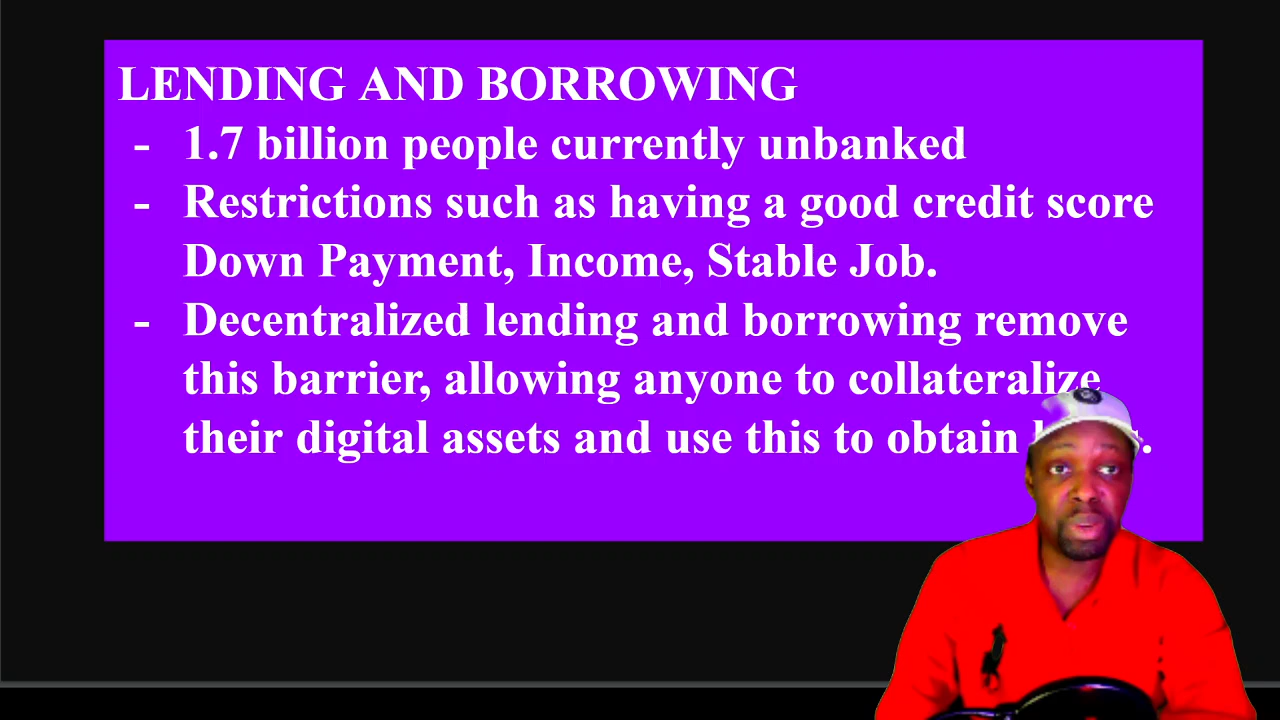 LENDING AND BORROWING
- 1.7 billion people currently unbanked
- Restrictions such as having a good credit score
Down Payment, Income, Stable Job.
- Decentralized lending and borrowing remove
this barrier, allowing anyone to collateralize
their digital assets and use this to obtain